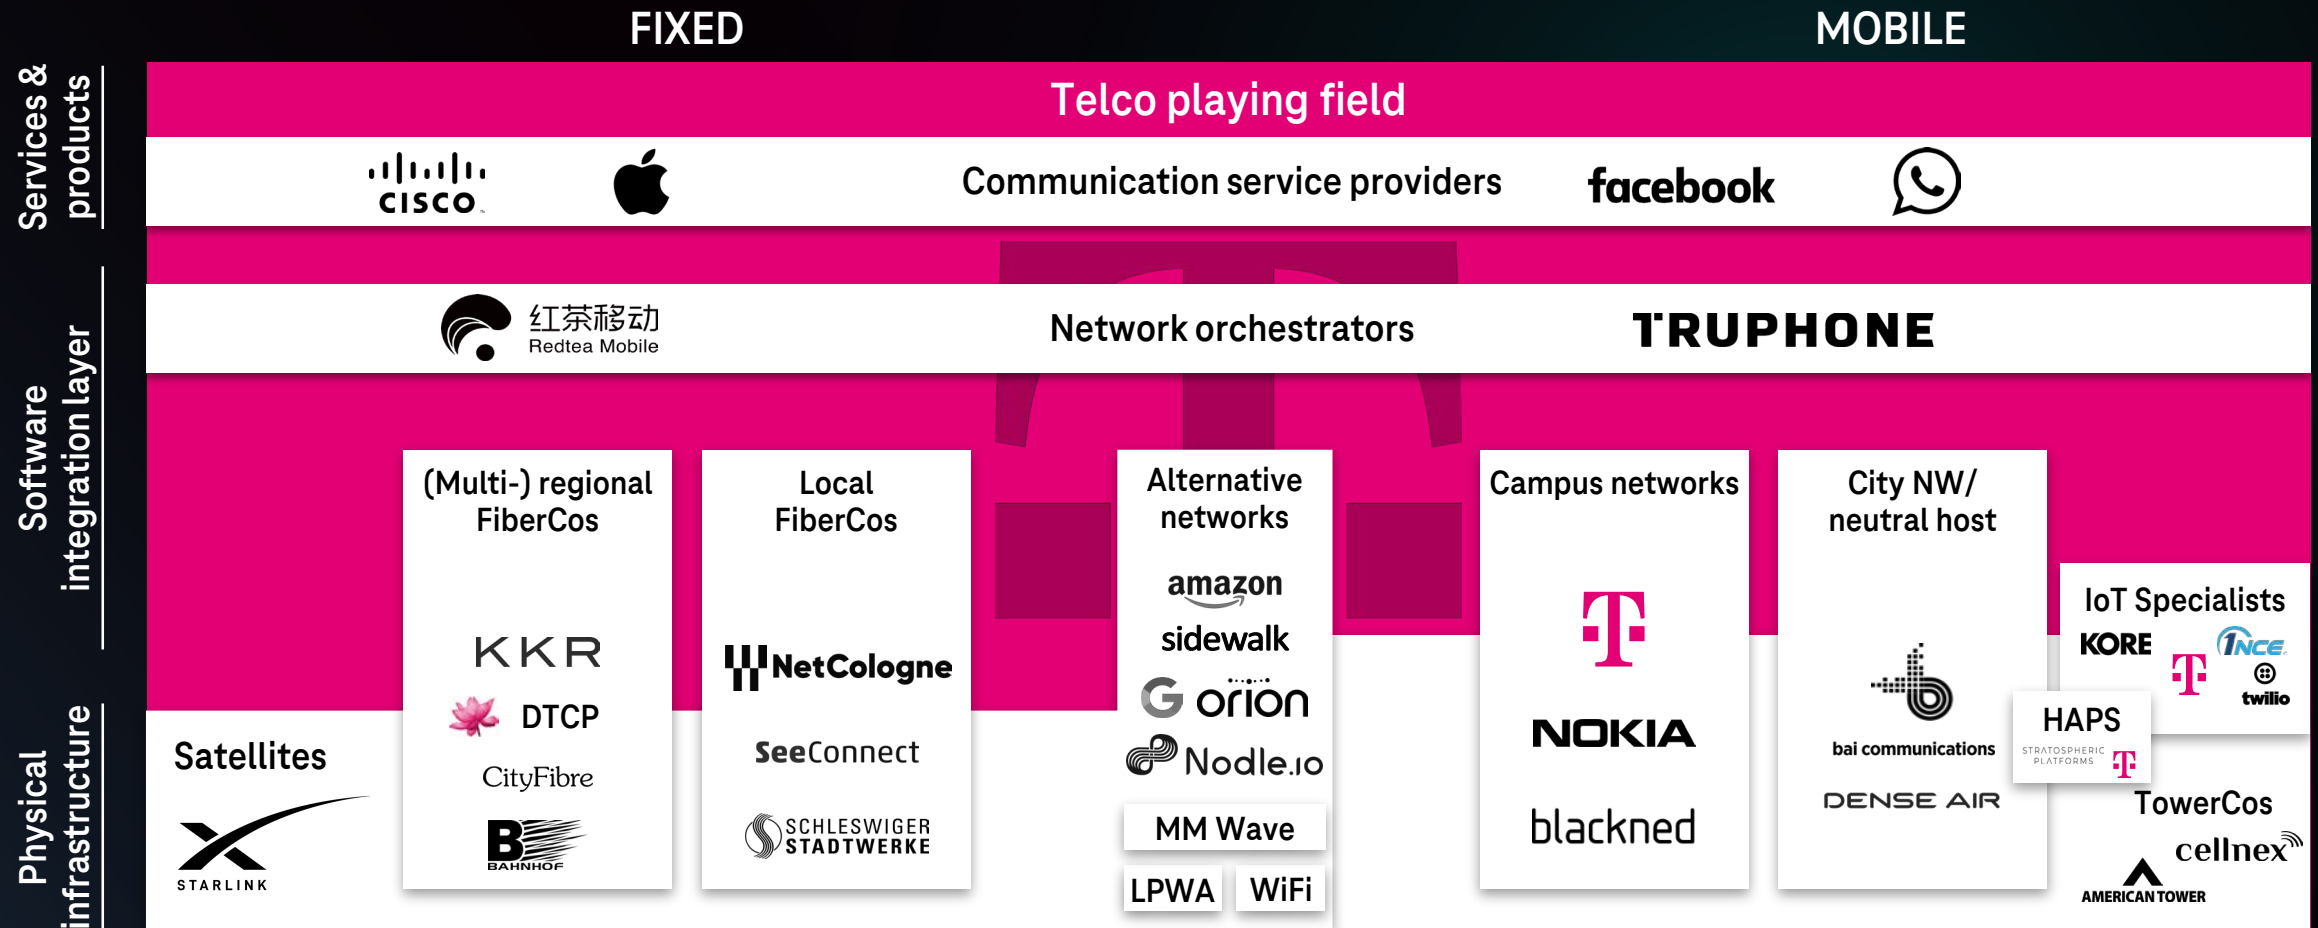 FIXED
MOBILE
Services &
products
Telco playing field
CISCO
Communication service providers
facebook
Software
integration layer
红茶移动
Redtea Mobile
Network orchestrators
TRUPHONE
(Multi-) regional
FiberCos
KKR
DTCP
CityFibre
B
BAHNHOF
Local
FiberCos
NetCologne
SeeConnect
SCHLESWIGER
STADTWERKE
Alternative
networks
amazon
sidewalk
G orion
Nodle.io
MM Wave
LPWA
WiFi
Campus networks
T
NOKIA
blackned
City NW/
neutral host
bai communications
DENSE AIR
IoT Specialists
KORE
T
1NCE
twilio
HAPS
STRATOSPHERIC
PLATFORMS
T
Physical
infrastructure
Satellites
STARLINK
TowerCos
cellnex
AMERICAN TOWER